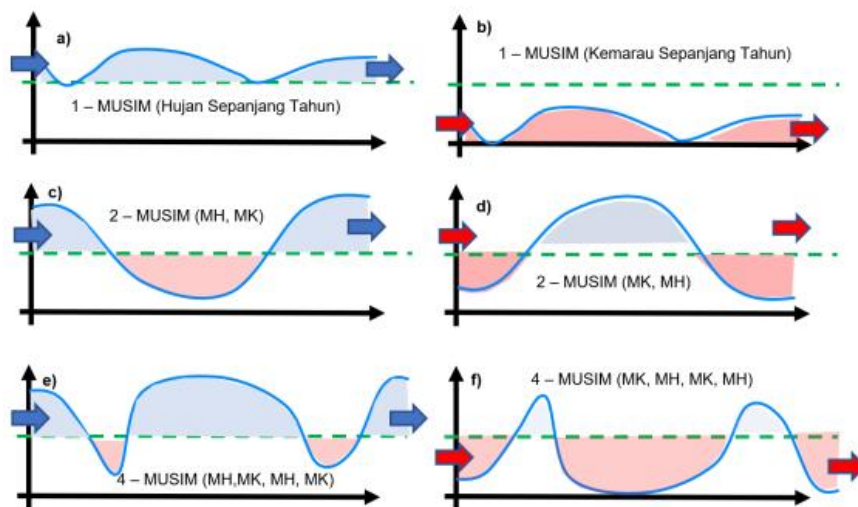 a)
1 – MUSIM (Hujan Sepanjang Tahun)
b)
1 – MUSIM (Kemarau Sepanjang Tahun)
c)
2 – MUSIM (MH, MK)
d)
2 – MUSIM (MK, MH)
e)
4 – MUSIM (MH,MK, MH, MK)
f)
4 – MUSIM (MK, MH, MK, MH)